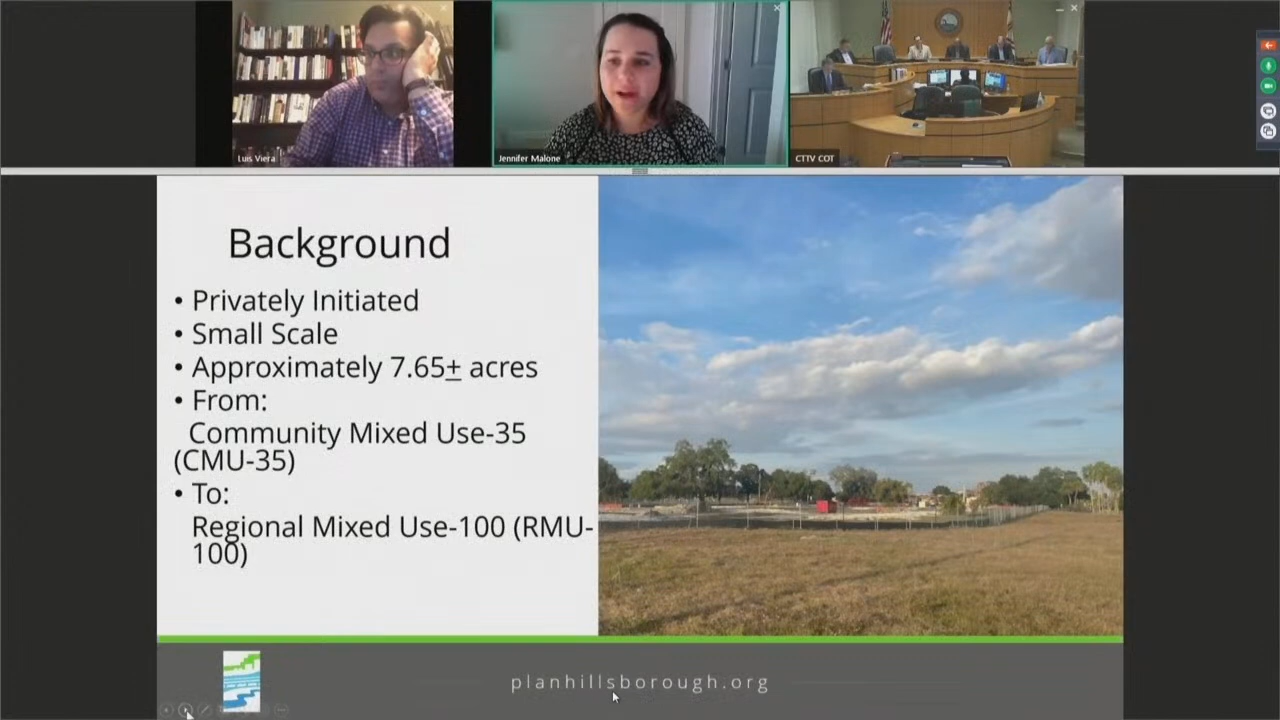 Luis Viera
Jennifer Malone
CTTV COT
Background
• Privately Initiated
• Small Scale
• Approximately 7.65± acres
• From:
Community Mixed Use-35
(CMU-35)
• To:
Regional Mixed Use-100 (RMU-
100)
planhillsborough.org